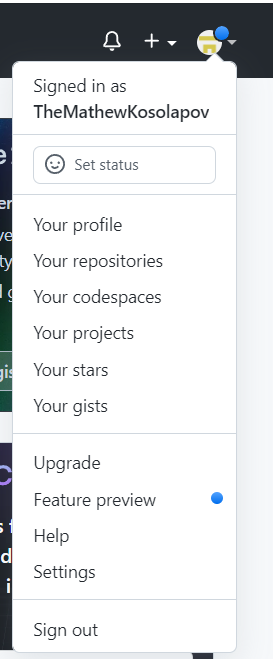 Signed in as
TheMathewKosolapov
Set status
Your profile
Your repositories
Your codespaces
Your projects
Your stars
Your gists
Upgrade
Feature preview
Help
Settings
Sign out